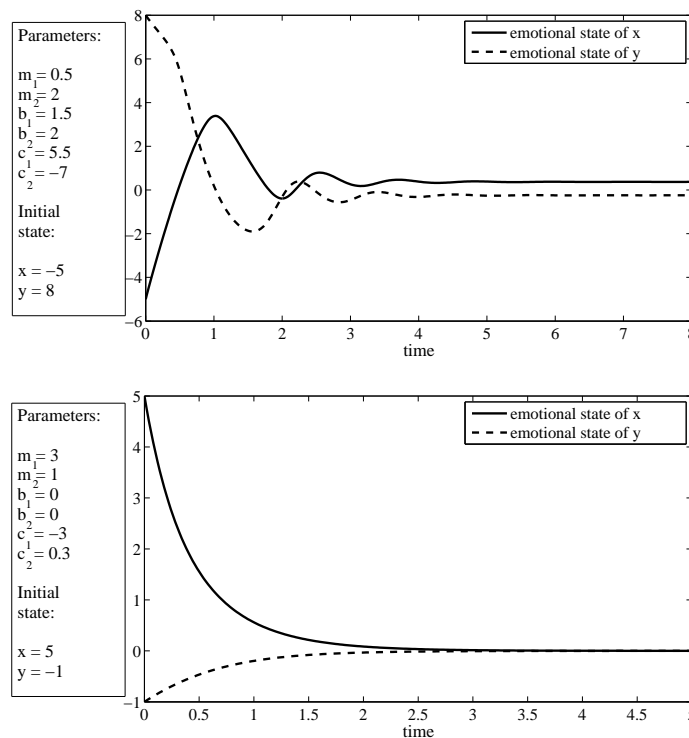 Parameters:
m₁ = 0.5
m₂ = 2
b₁ = 1.5
b₂ = 2
c₁ = 5.5
c₂ = −7
Initial
state:
x = −5
y = 8
8
6
4
2
0
−2
−4
−6
0 1 2 3 4 5 6 7 8
time
emotional state of x
emotional state of y
Parameters:
m₁ = 3
m₂ = 1
b₁ = 0
b₂ = 0
c₁ = −3
c₂ = 0.3
Initial
state:
x = 5
y = −1
5
4
3
2
1
0
−1
0 0.5 1 1.5 2 2.5 3 3.5 4 4.5 5
time
emotional state of x
emotional state of y